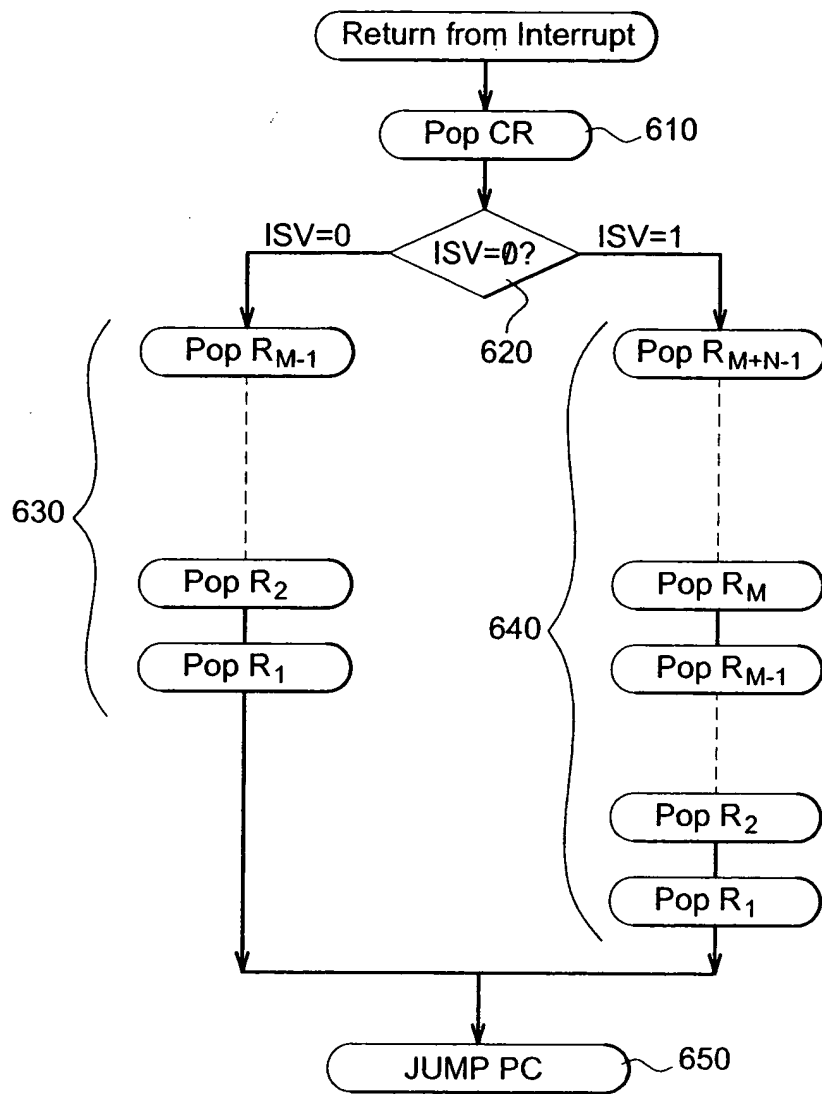 Return from Interrupt
Pop CR
610
ISV=0
ISV=0?
ISV=1
620
Pop R_{M-1}
Pop R_{M+N-1}
630
Pop R_2
Pop R_M
640
Pop R_1
Pop R_{M-1}
Pop R_2
Pop R_1
JUMP PC
650